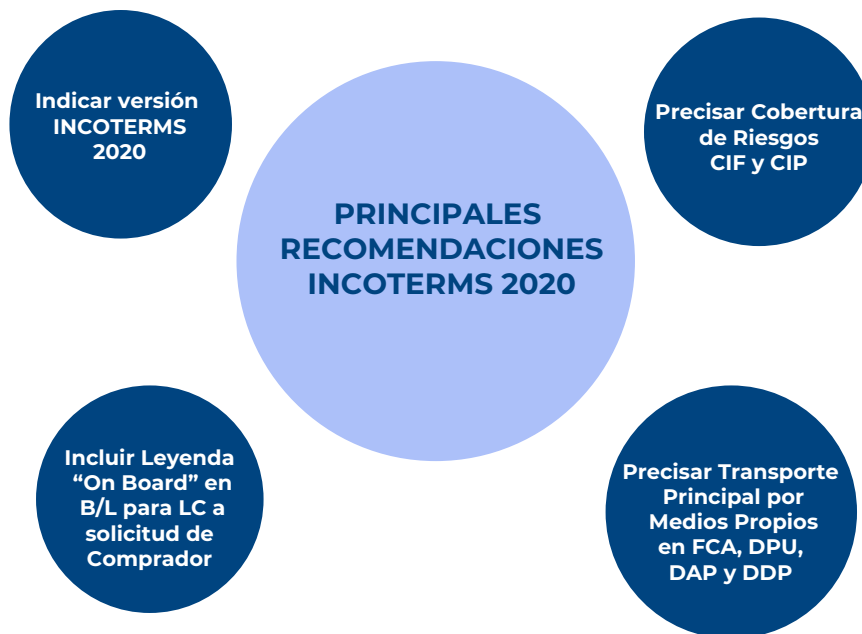 Indicar versión
INCOTERMS
2020
Precisar Cobertura
de Riesgos
CIF y CIP
PRINCIPALES
RECOMENDACIONES
INCOTERMS 2020
Incluir Leyenda
“On Board” en
B/L para LC a
solicitud de
Comprador
Precisar Transporte
Principal por
Medios Propios
en FCA, DPU,
DAP y DDP